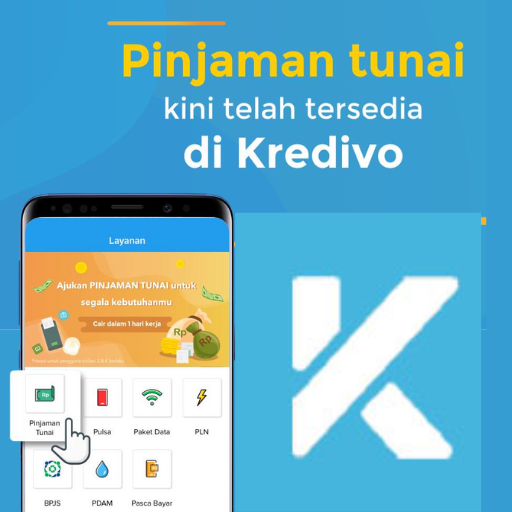 Pinjaman tunai
kini telah tersedia
di Kredivo
Layanan
Ajukan PINJAMAN TUNAI untuk
segala kebutuhanmu
Cair dalam 1 hari kerja
Rp
Rp
Rp
Pinjaman
Tunai
Pulsa
Paket Data
PLN
BPJS
PDAM
Pasca Bayar